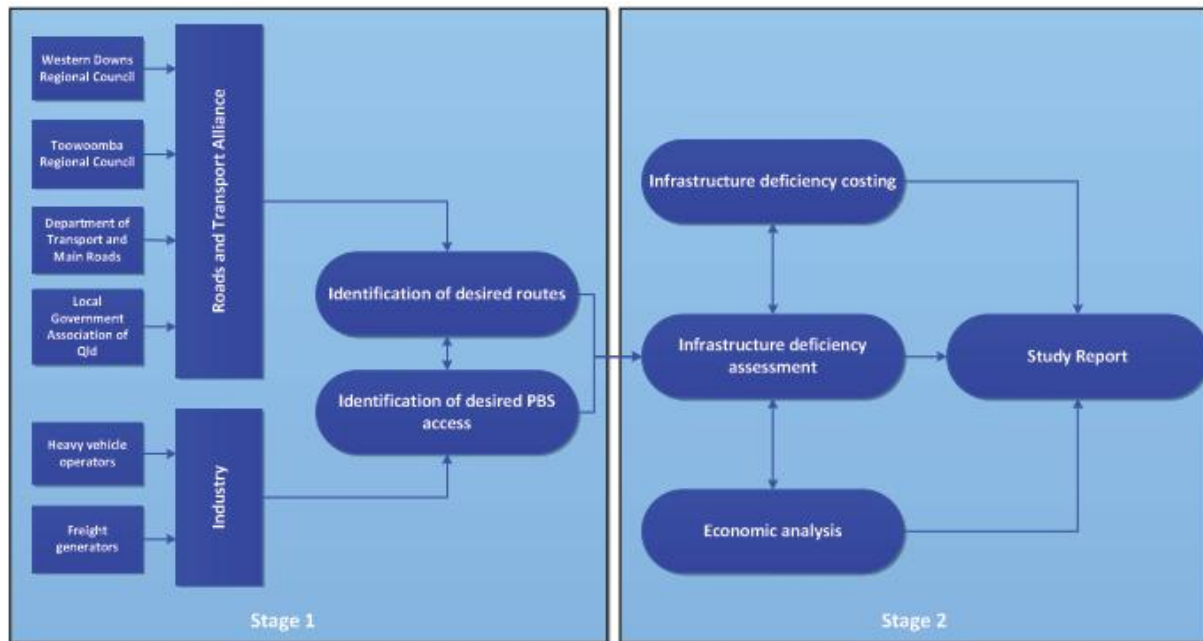 Western Downs
Regional Council
Toowoomba
Regional Council
Department of
Transport and
Main Roads
Local
Government
Association of
Qld
Roads and Transport Alliance
Heavy vehicle
operators
Freight
generators
Industry
Identification of desired routes
Identification of desired PBS
access
Stage 1
Infrastructure deficiency costing
Infrastructure deficiency
assessment
Economic analysis
Study Report
Stage 2